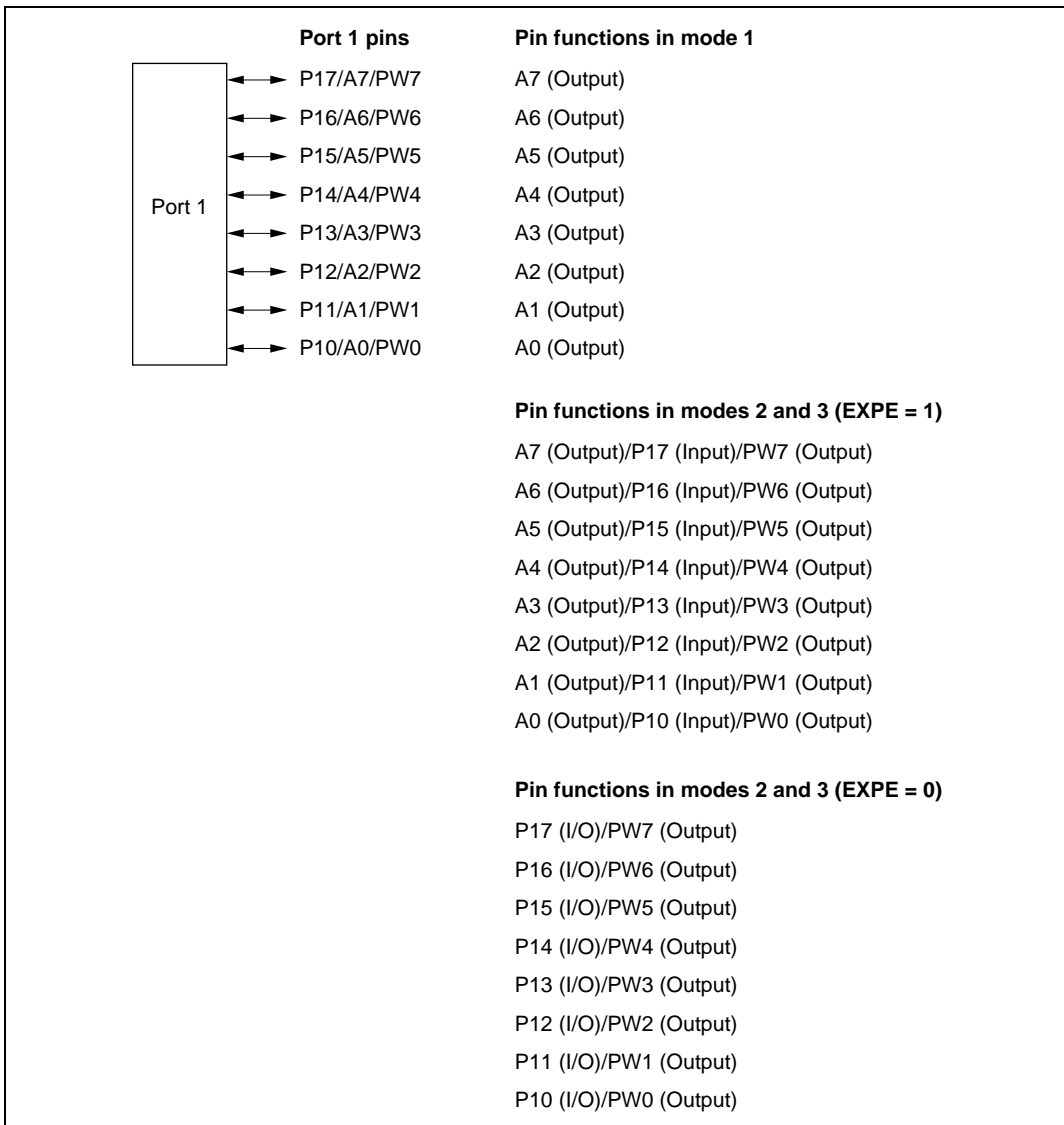 Port 1 pins Pin functions in mode 1
P17/A7/PW7 A7 (Output)
P16/A6/PW6 A6 (Output)
P15/A5/PW5 A5 (Output)
P14/A4/PW4 A4 (Output)
Port 1
P13/A3/PW3 A3 (Output)
P12/A2/PW2 A2 (Output)
P11/A1/PW1 A1 (Output)
P10/A0/PW0 A0 (Output)
Pin functions in modes 2 and 3 (EXPE = 1)
A7 (Output)/P17 (Input)/PW7 (Output)
A6 (Output)/P16 (Input)/PW6 (Output)
A5 (Output)/P15 (Input)/PW5 (Output)
A4 (Output)/P14 (Input)/PW4 (Output)
A3 (Output)/P13 (Input)/PW3 (Output)
A2 (Output)/P12 (Input)/PW2 (Output)
A1 (Output)/P11 (Input)/PW1 (Output)
A0 (Output)/P10 (Input)/PW0 (Output)
Pin functions in modes 2 and 3 (EXPE = 0)
P17 (I/O)/PW7 (Output)
P16 (I/O)/PW6 (Output)
P15 (I/O)/PW5 (Output)
P14 (I/O)/PW4 (Output)
P13 (I/O)/PW3 (Output)
P12 (I/O)/PW2 (Output)
P11 (I/O)/PW1 (Output)
P10 (I/O)/PW0 (Output)